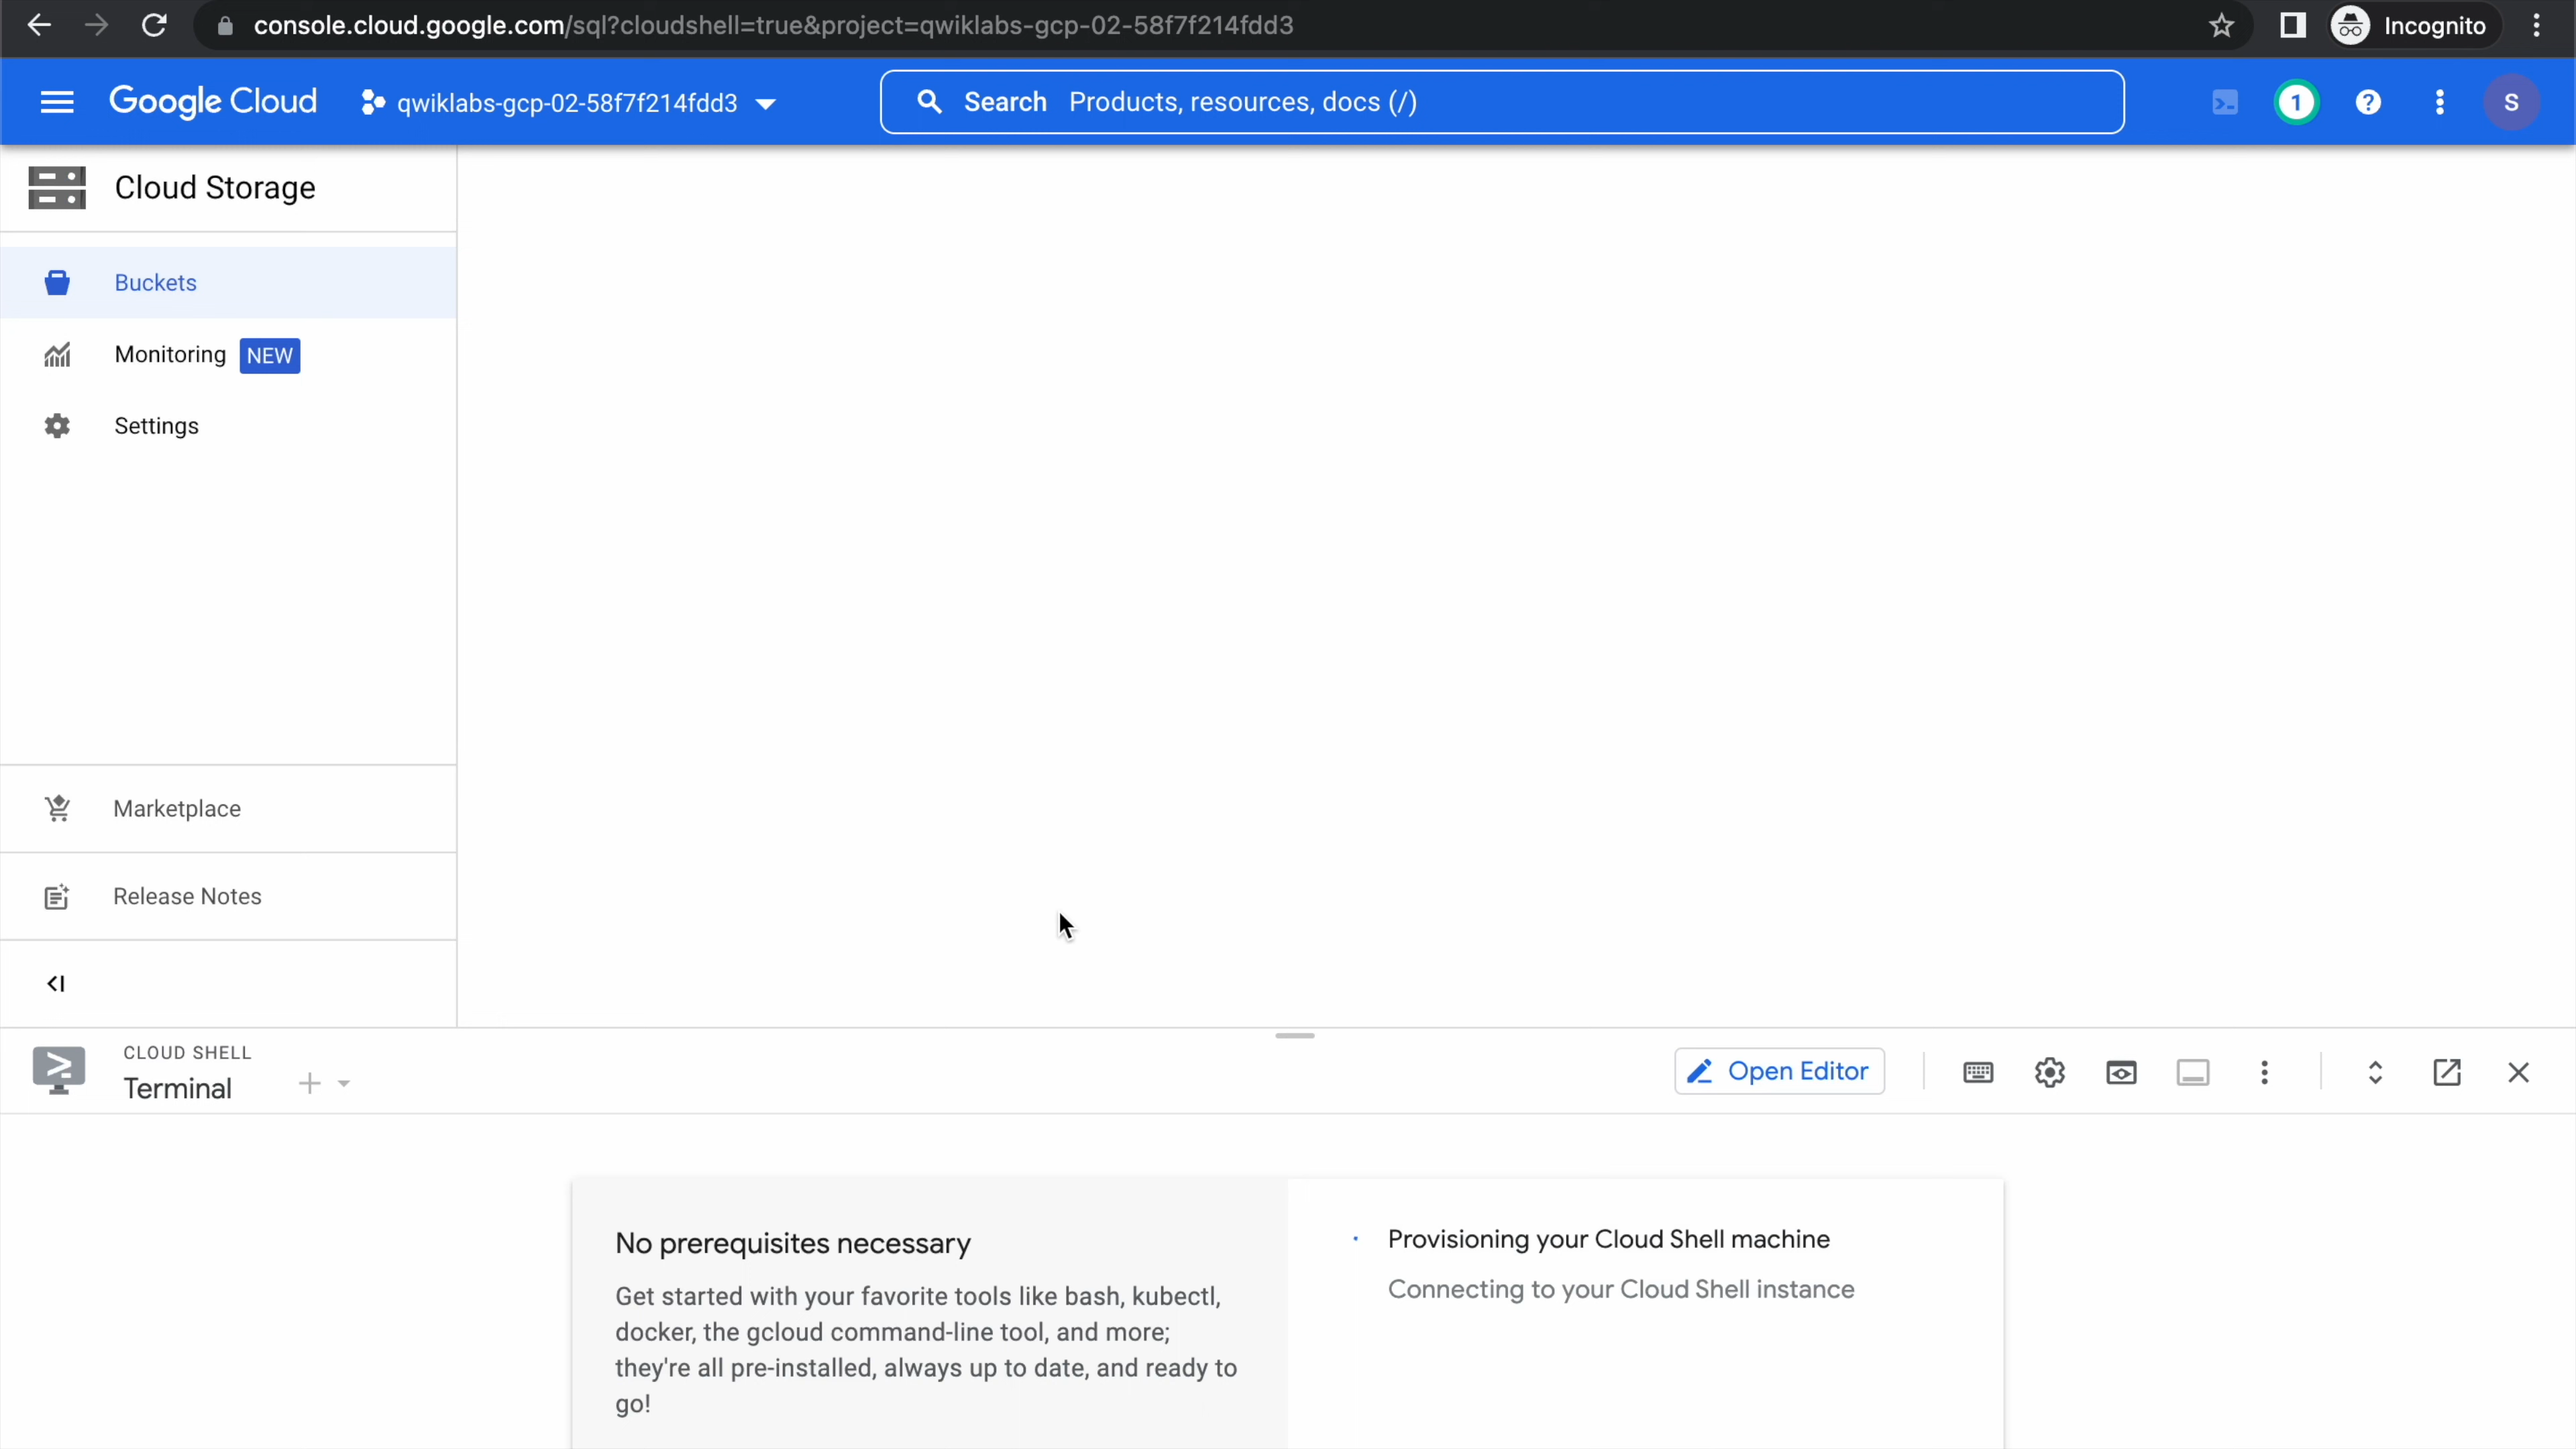 console.cloud.google.com/sql?cloudshell=true&project=qwiklabs-gcp-02-58f7f214fdd3
Incognito
Google Cloud
qwiklabs-gcp-02-58f7f214fdd3
Search Products, resources, docs (/)
1
S
Cloud Storage
Buckets
Monitoring NEW
Settings
Marketplace
Release Notes
CLOUD SHELL
Terminal
Open Editor
No prerequisites necessary
Get started with your favorite tools like bash, kubectl,
docker, the gcloud command-line tool, and more;
they're all pre-installed, always up to date, and ready to
go!
Provisioning your Cloud Shell machine
Connecting to your Cloud Shell instance